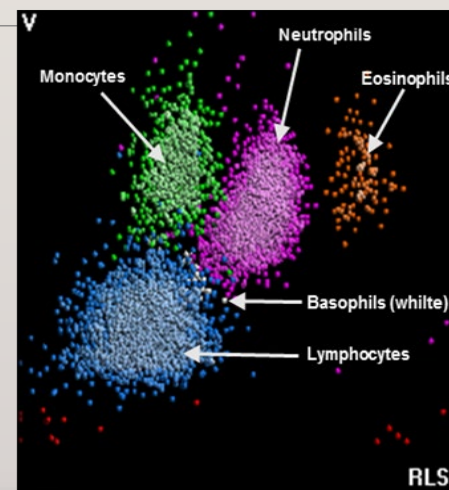 V
Neutrophils
Monocytes
Eosinophils
Basophils (whilte)
Lymphocytes
RLS